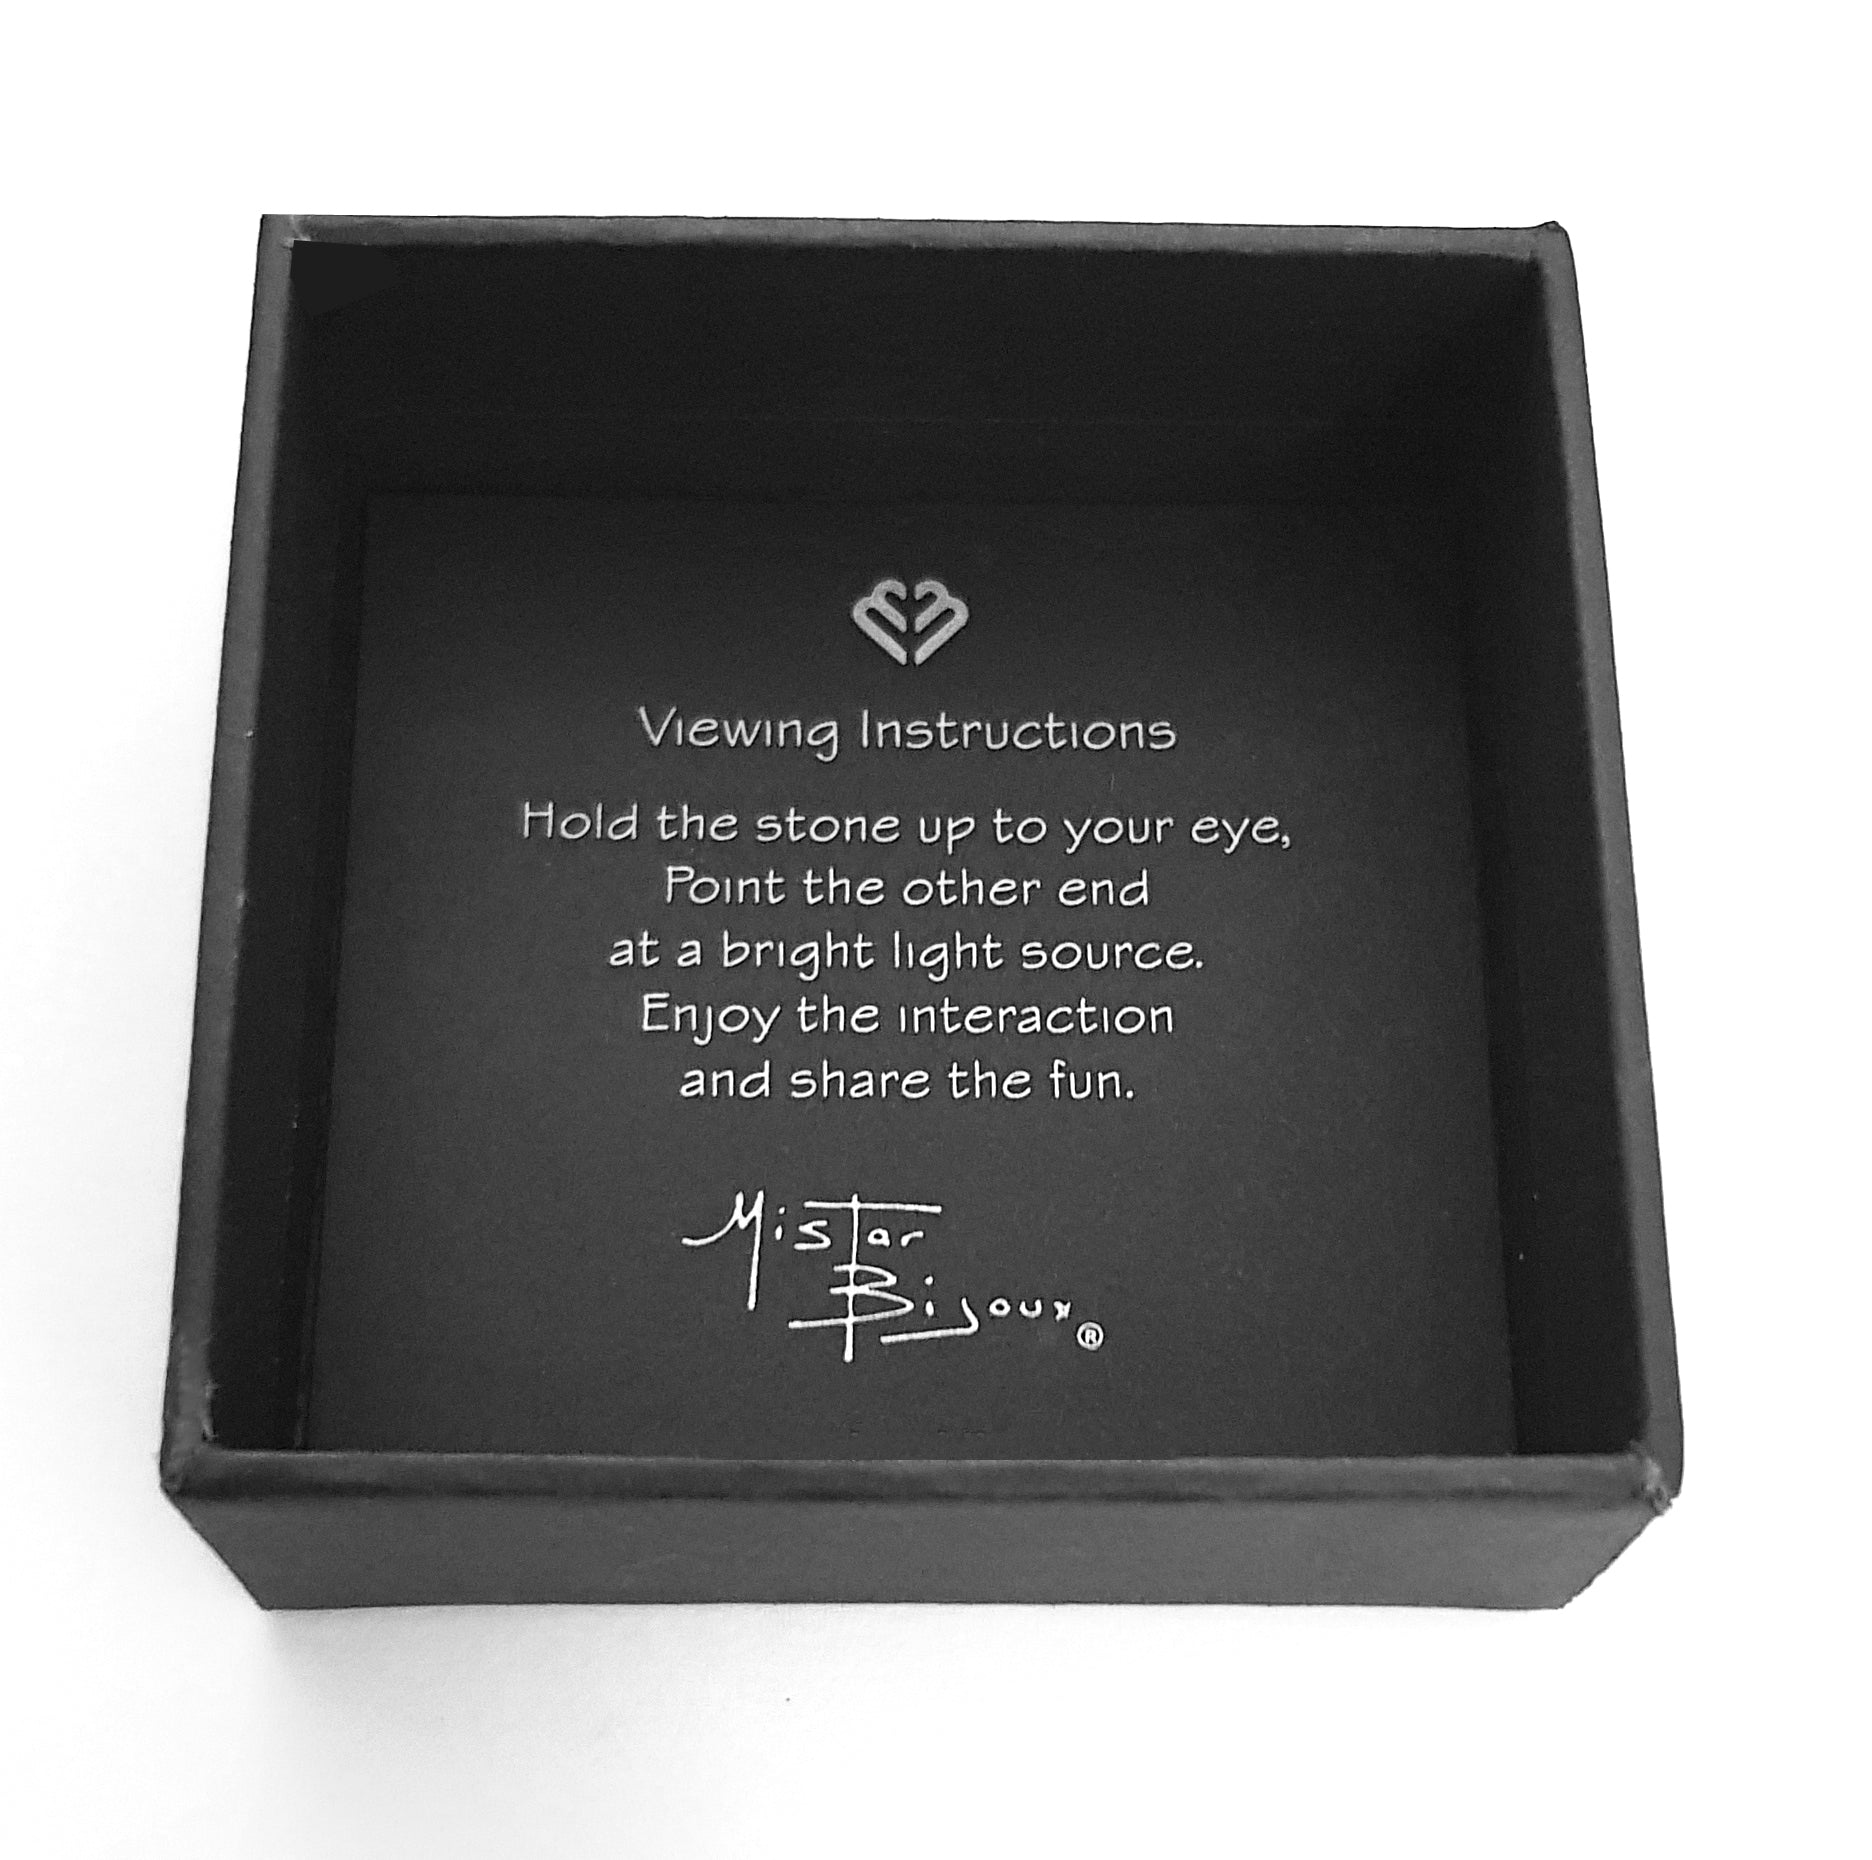 Viewing Instructions
Hold the stone up to your eye,
Point the other end
at a bright light source.
Enjoy the interaction
and share the fun.
MisTar
Bijoux®